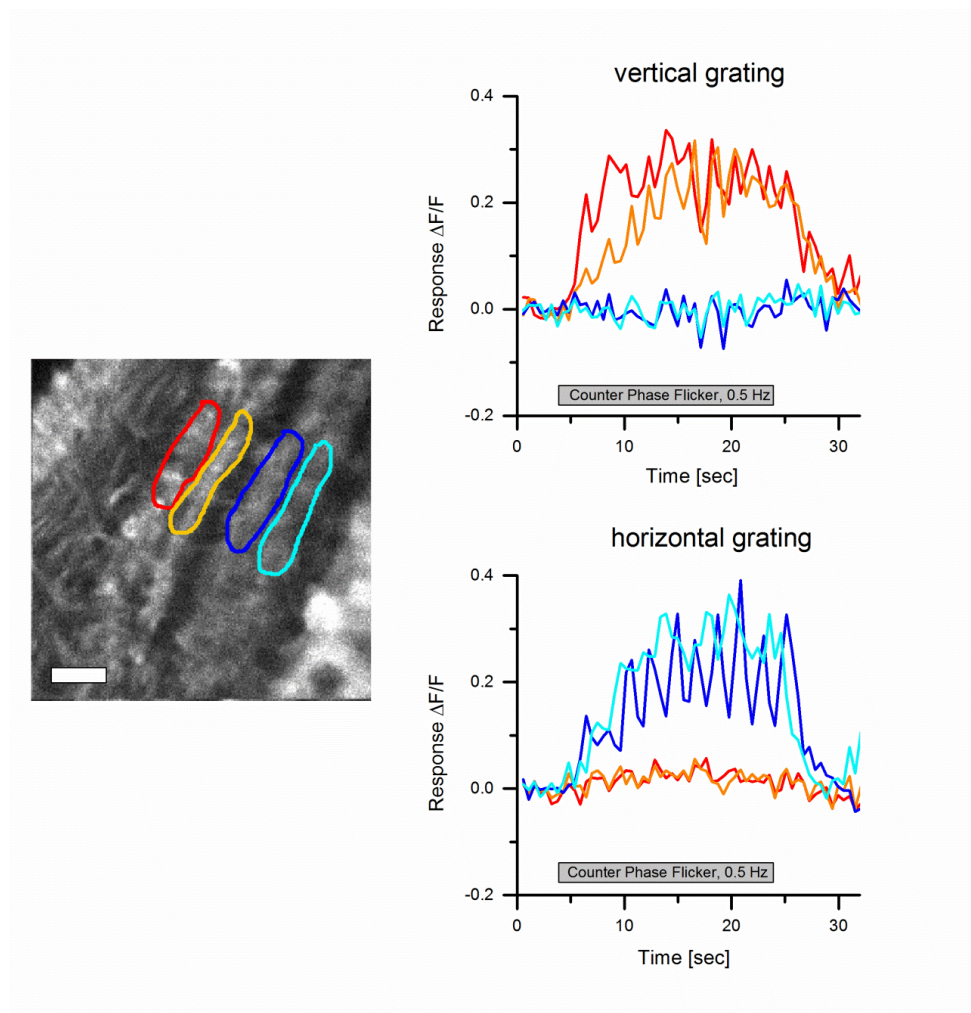 vertical grating
0.4
0.2
0.0
-0.2
Response ΔF/F
Counter Phase Flicker, 0.5 Hz
0
10
20
30
Time [sec]
horizontal grating
0.4
0.2
0.0
-0.2
Response ΔF/F
Counter Phase Flicker, 0.5 Hz
0
10
20
30
Time [sec]